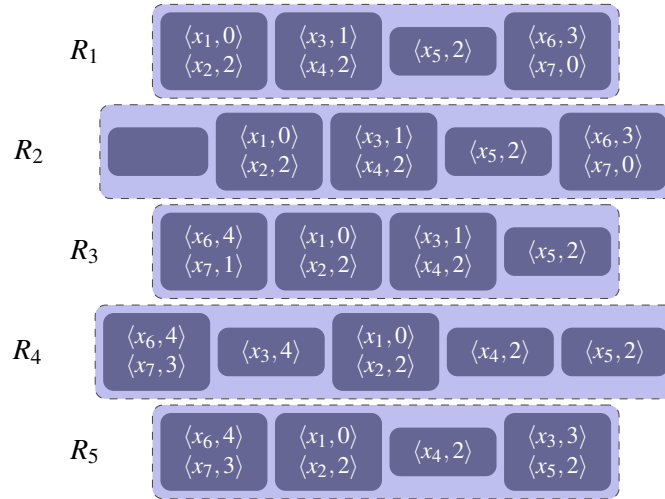 R₁ ⟨x₁, 0⟩ ⟨x₃, 1⟩ ⟨x₅, 2⟩ ⟨x₆, 3⟩
⟨x₂, 2⟩ ⟨x₄, 2⟩ ⟨x₇, 0⟩
R₂ ⟨x₁, 0⟩ ⟨x₃, 1⟩ ⟨x₅, 2⟩ ⟨x₆, 3⟩
⟨x₂, 2⟩ ⟨x₄, 2⟩ ⟨x₇, 0⟩
R₃ ⟨x₆, 4⟩ ⟨x₁, 0⟩ ⟨x₃, 1⟩ ⟨x₅, 2⟩
⟨x₇, 1⟩ ⟨x₂, 2⟩ ⟨x₄, 2⟩
R₄ ⟨x₆, 4⟩ ⟨x₃, 4⟩ ⟨x₁, 0⟩ ⟨x₄, 2⟩ ⟨x₅, 2⟩
⟨x₇, 3⟩ ⟨x₂, 2⟩
R₅ ⟨x₆, 4⟩ ⟨x₁, 0⟩ ⟨x₄, 2⟩ ⟨x₃, 3⟩
⟨x₇, 3⟩ ⟨x₂, 2⟩ ⟨x₅, 2⟩